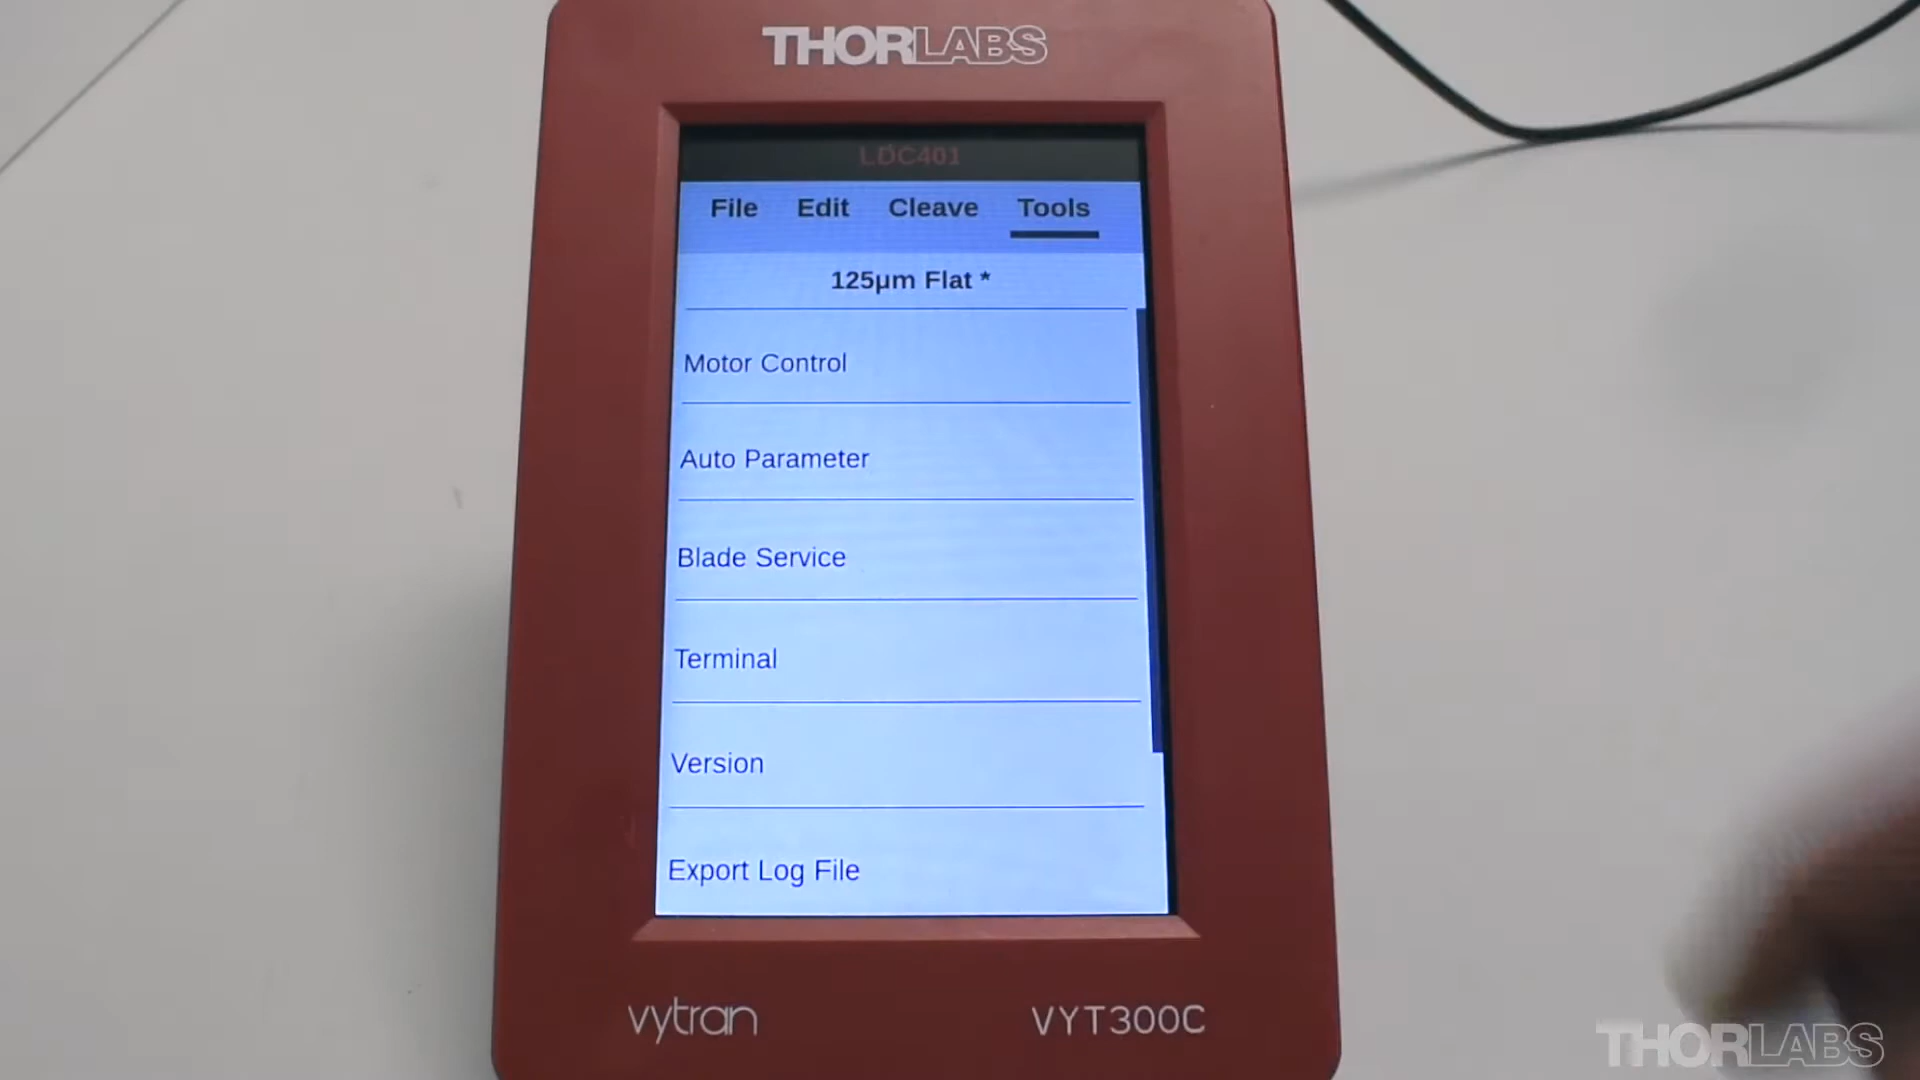 THORLABS
LDC401
File Edit Cleave Tools
125µm Flat *
Motor Control
Auto Parameter
Blade Service
Terminal
Version
Export Log File
vytran VYT300C
THORLABS